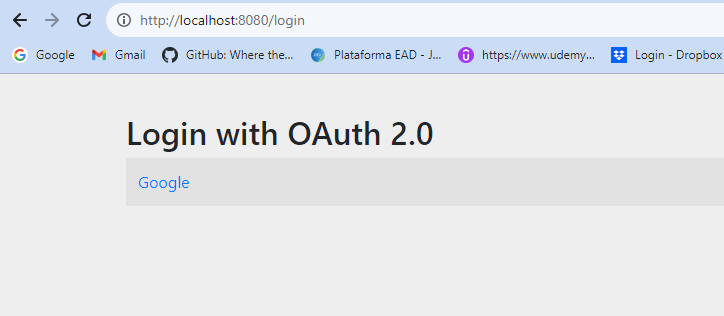 http://localhost:8080/login
Google Gmail GitHub: Where the... Plataforma EAD - J... https://www.udemy... Login - Dropbox
Login with OAuth 2.0
Google